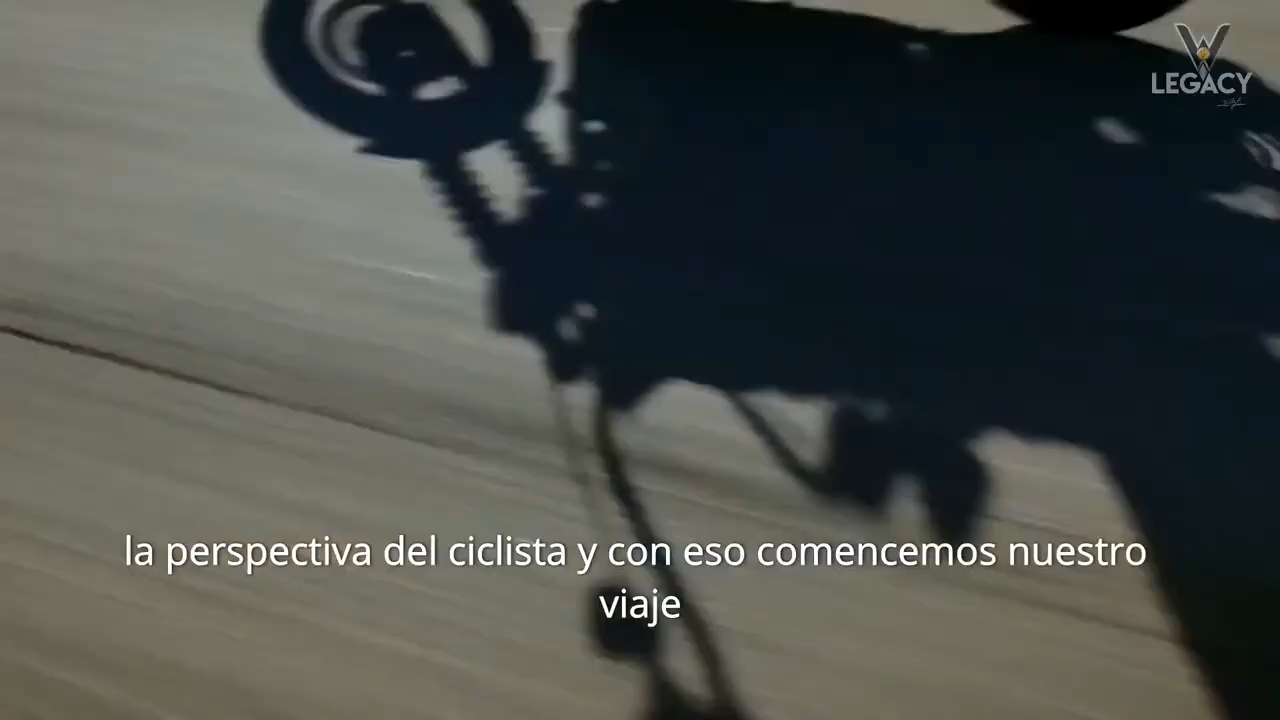 LEGACY
la perspectiva del ciclista y con eso comencemos nuestro
viaje